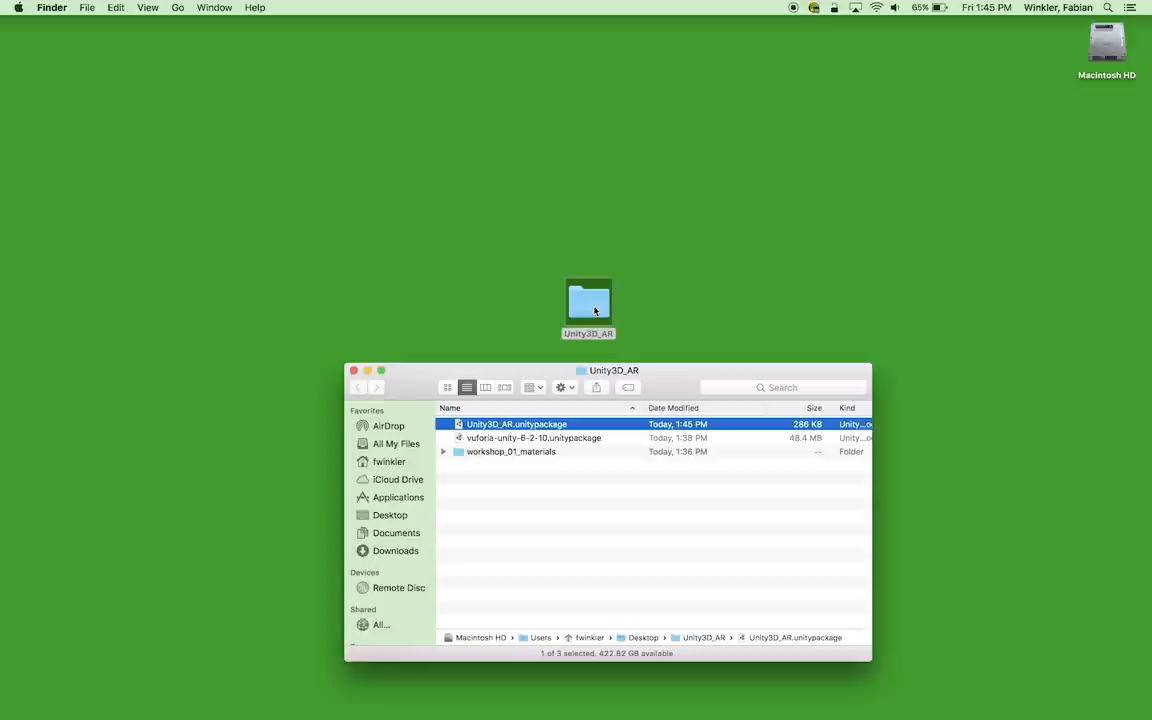 Finder File Edit View Go Window Help 65% Fri 1:45 PM Winkler, Fabian
Macintosh HD
Unity3D_AR
Unity3D_AR
Search
Name Date Modified Size Kind
Favorites
AirDrop
All My Files
fwinkler
iCloud Drive
Applications
Desktop
Documents
Downloads
Devices
Remote Disc
Shared
All...
Unity3D_AR.unitypackage Today, 1:45 PM 286 KB Unity...o
vuforia-unity-6-2-10.unitypackage Today, 1:38 PM 48.4 MB Unity...o
workshop_01_materials Today, 1:36 PM -- Folder
Macintosh HD › Users › fwinkler › Desktop › Unity3D_AR › Unity3D_AR.unitypackage
1 of 3 selected, 422.82 GB available